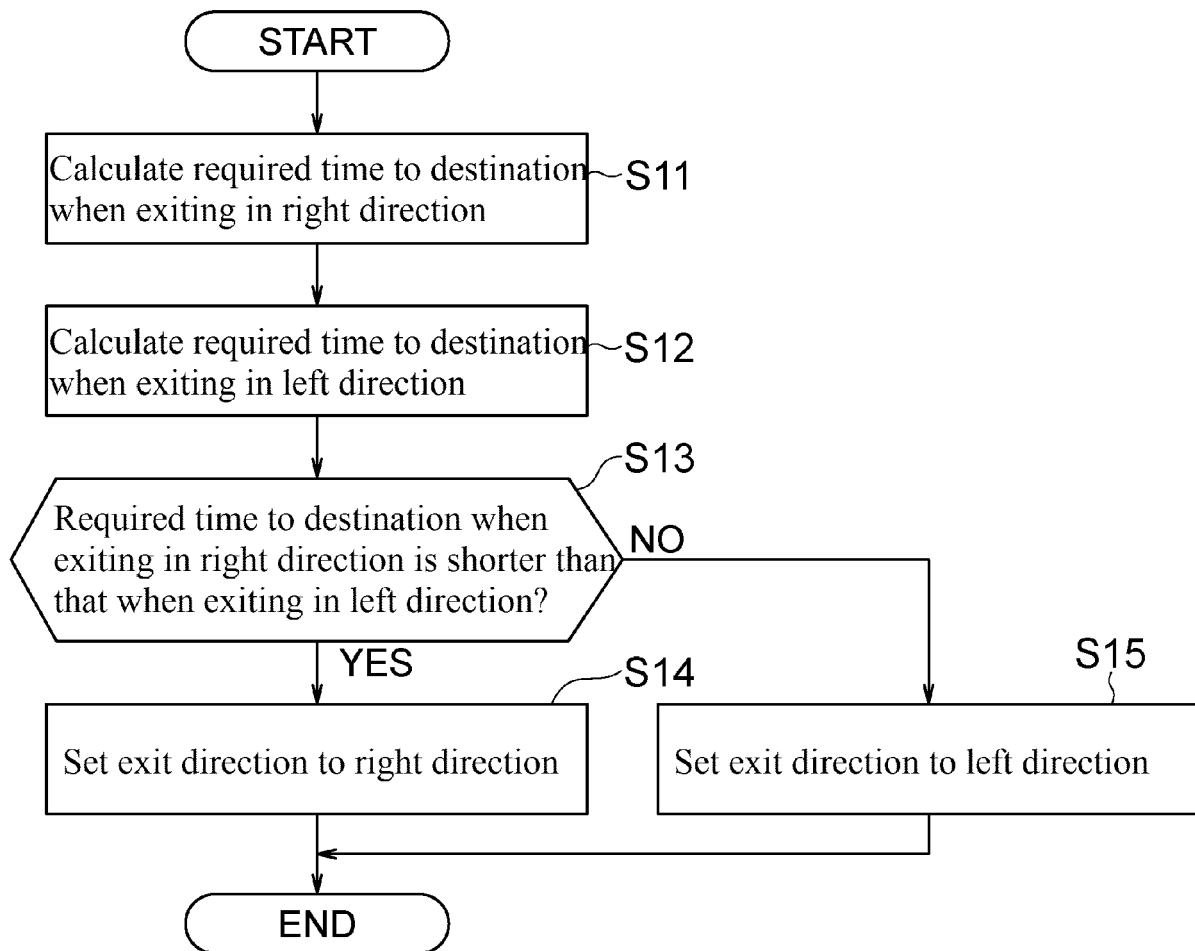 START
Calculate required time to destination
when exiting in right direction
S11
Calculate required time to destination
when exiting in left direction
S12
S13
Required time to destination when
exiting in right direction is shorter than
that when exiting in left direction?
NO
YES
S14
S15
Set exit direction to right direction
Set exit direction to left direction
END